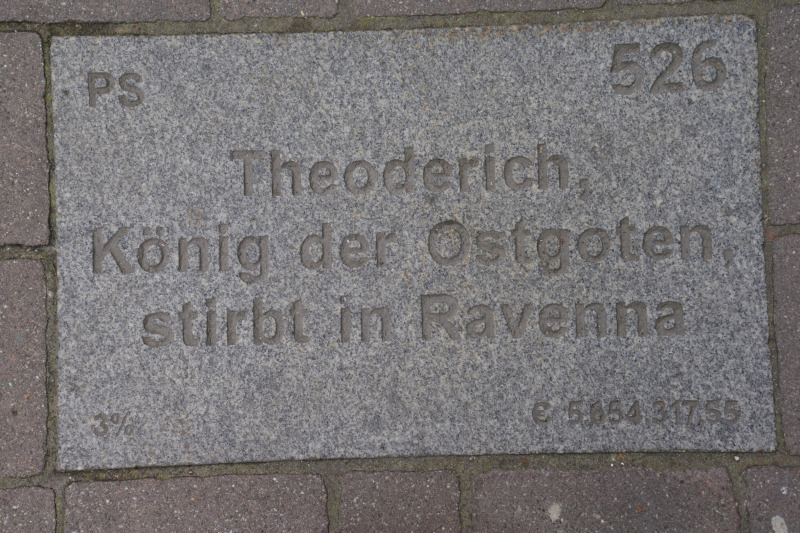 PS 526
Theoderich,
König der Ostgoten,
stirbt in Ravenna
3% € 5.654.317,55